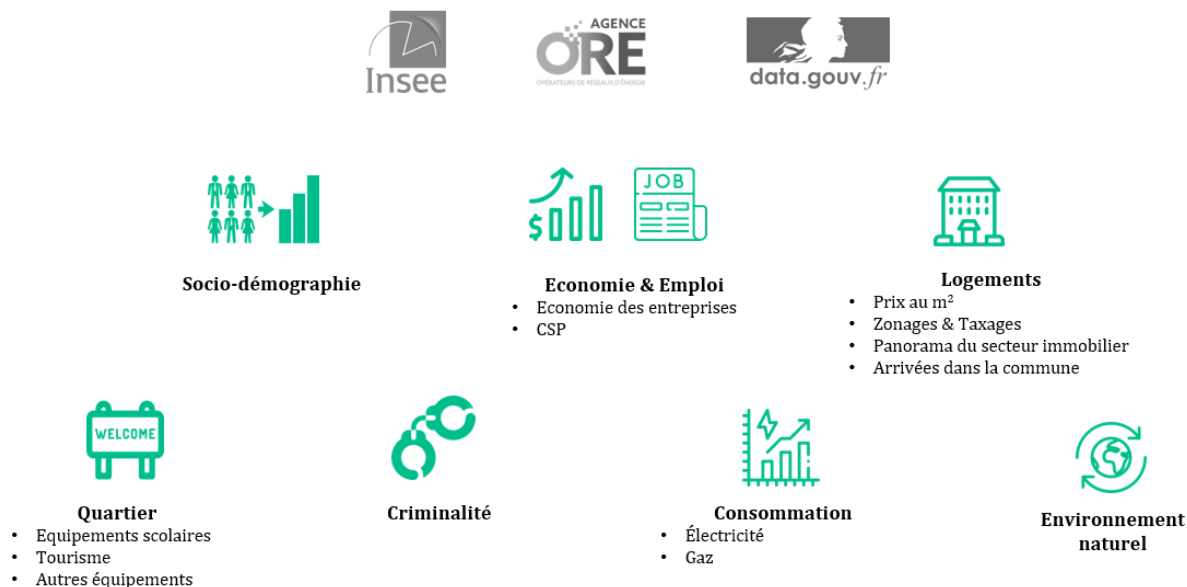 Insee
AGENCE
ORE
OPÉRATEURS DE RÉSEAUX D'ÉNERGIE
data.gouv.fr
Socio-démographie
$
JOB
Economie & Emploi
• Economie des entreprises
• CSP
Logements
• Prix au m²
• Zonages & Taxages
• Panorama du secteur immobilier
• Arrivées dans la commune
WELCOME
Quartier
• Equipements scolaires
• Tourisme
• Autres équipements
Criminalité
Consommation
• Électricité
• Gaz
Environnement
naturel